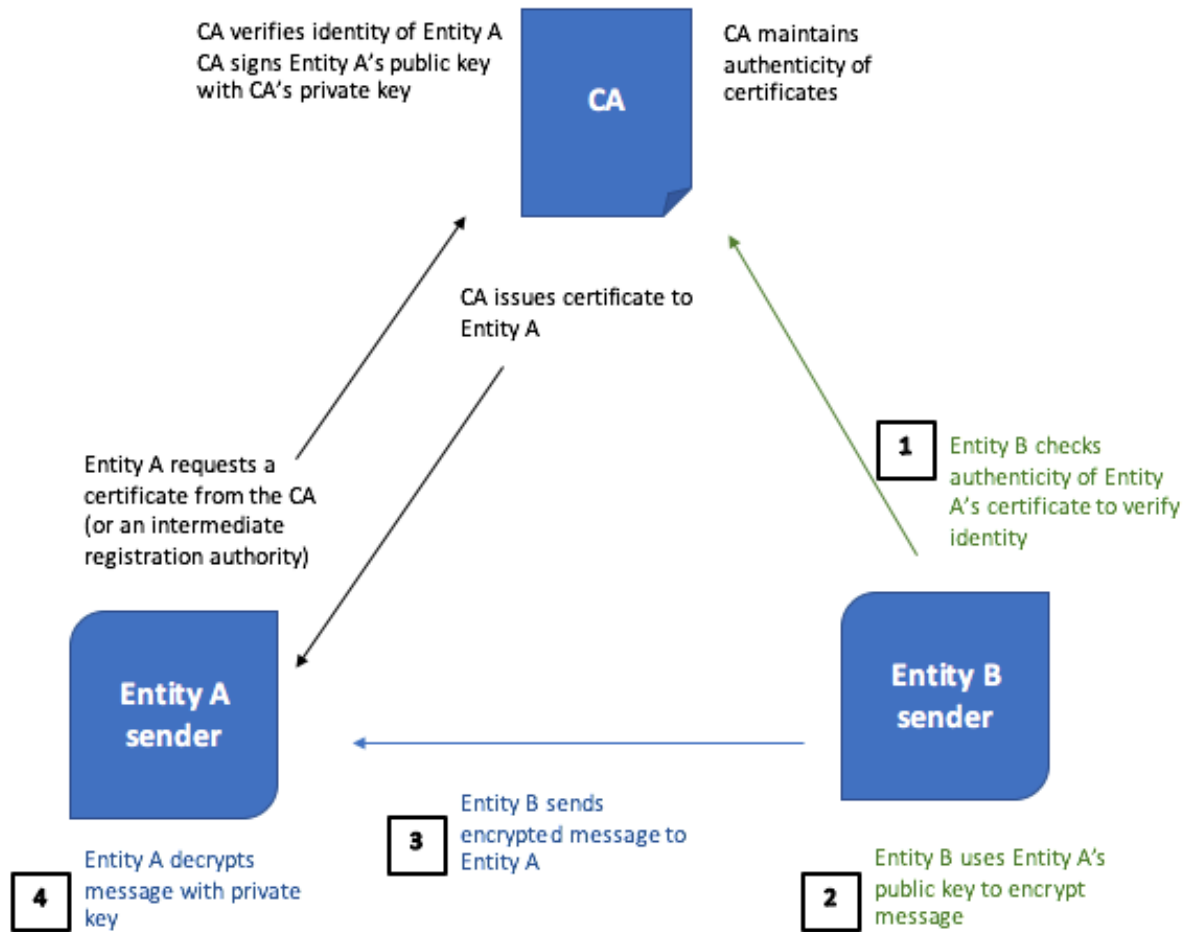 CA verifies identity of Entity A
CA signs Entity A’s public key
with CA’s private key
CA
CA maintains
authenticity of
certificates
CA issues certificate to
Entity A
Entity A requests a
certificate from the CA
(or an intermediate
registration authority)
1
Entity B checks
authenticity of Entity
A’s certificate to verify
identity
Entity A
sender
Entity B
sender
3
Entity B sends
encrypted message to
Entity A
4
Entity A decrypts
message with private
key
2
Entity B uses Entity A’s
public key to encrypt
message